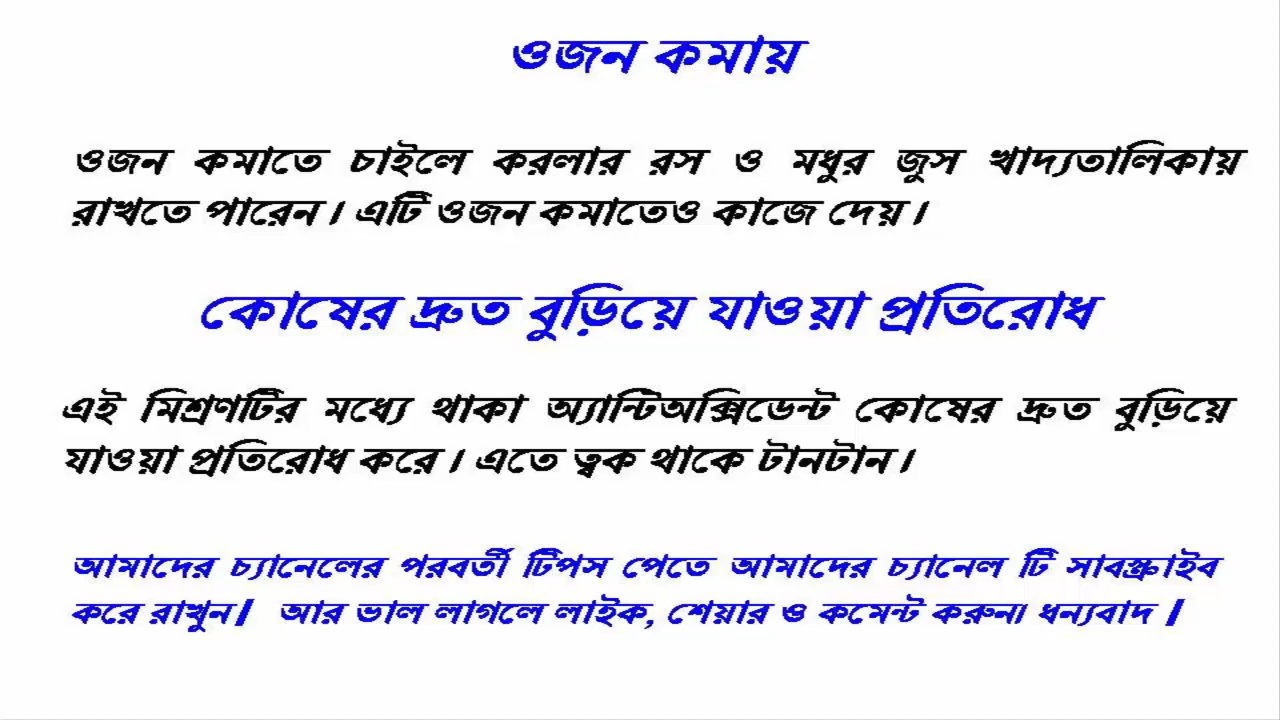 ওজন কমায়
ওজন কমাতে চাইলে করলার রস ও মধুর জুস খাদ্যতালিকায়
রাখতে পারেন। এটি ওজন কমাতেও কাজে দেয়।
কোষের দ্রুত বুড়িয়ে যাওয়া প্রতিরোধ
এই মিশ্রণটির মধ্যে থাকা অ্যান্টিঅক্সিডেন্ট কোষের দ্রুত বুড়িয়ে
যাওয়া প্রতিরোধ করে। এতে ত্বক থাকে টানটান।
আমাদের চ্যানেলের পরবর্তী টিপস পেতে আমাদের চ্যানেল টি সাবস্ক্রাইব
করে রাখুন। আর ভাল লাগলে লাইক, শেয়ার ও কমেন্ট করুন। ধন্যবাদ।